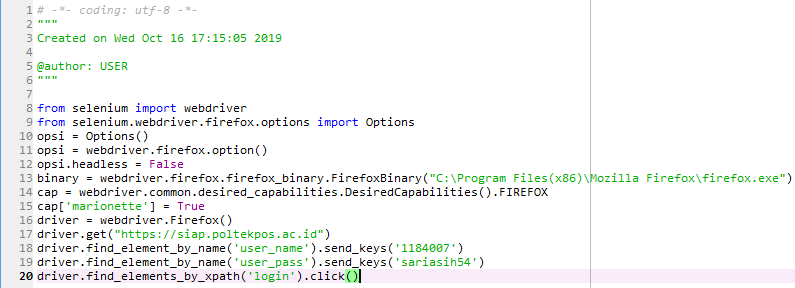 1 # -*- coding: utf-8 -*-
2 """
3 Created on Wed Oct 16 17:15:05 2019
4
5 @author: USER
6 """
7
8 from selenium import webdriver
9 from selenium.webdriver.firefox.options import Options
10 opsi = Options()
11 opsi = webdriver.firefox.option()
12 opsi.headless = False
13 binary = webdriver.firefox.firefox_binary.FirefoxBinary("C:\Program Files(x86)\Mozilla Firefox\firefox.exe")
14 cap = webdriver.common.desired_capabilities.DesiredCapabilities().FIREFOX
15 cap['marionette'] = True
16 driver = webdriver.Firefox()
17 driver.get("https://siap.poltekpos.ac.id")
18 driver.find_element_by_name('user_name').send_keys('1184007')
19 driver.find_element_by_name('user_pass').send_keys('sariasih54')
20 driver.find_elements_by_xpath('login').click()